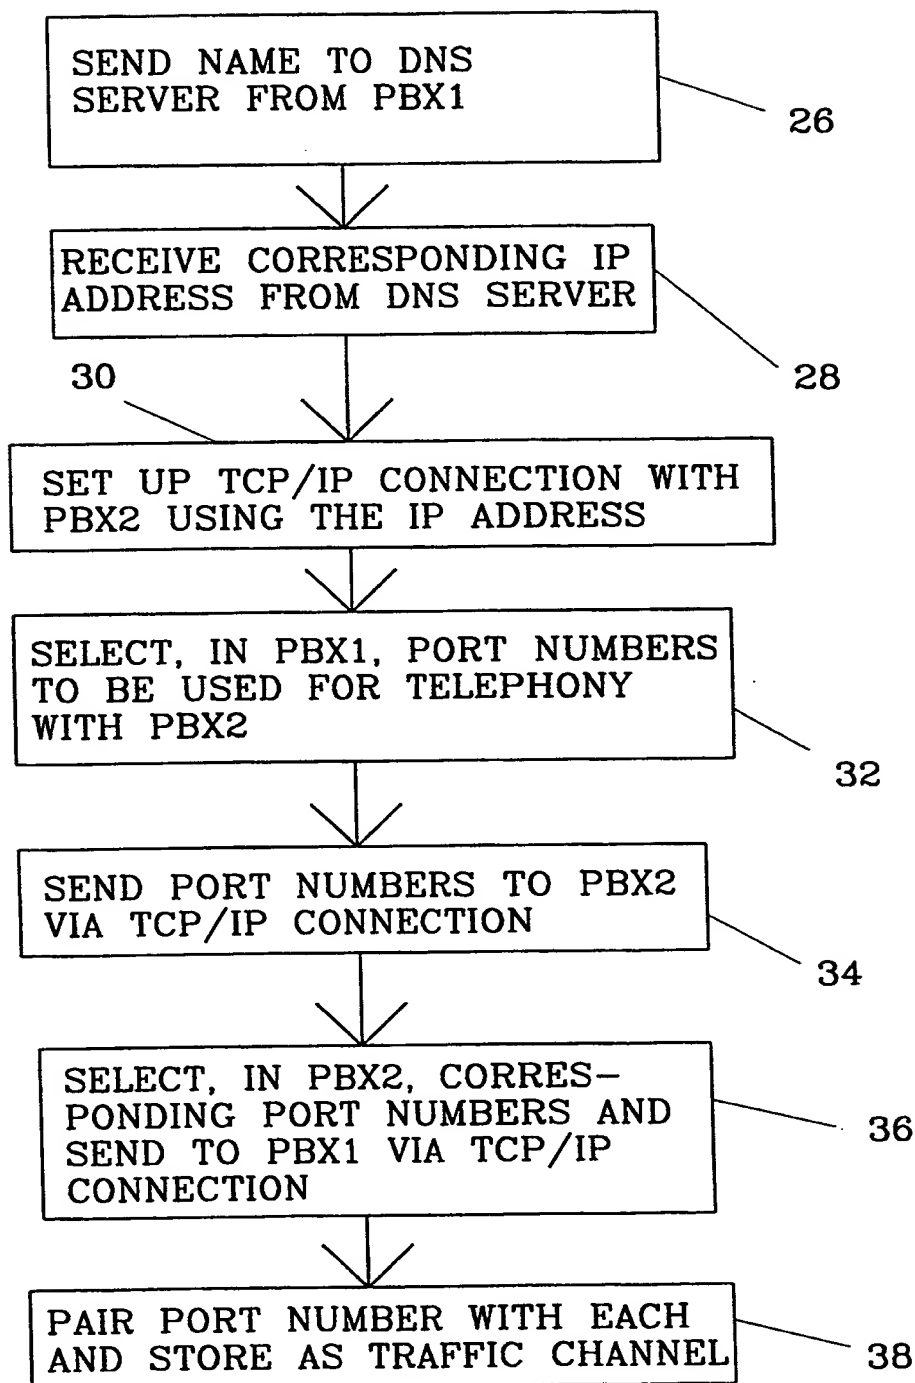 SEND NAME TO DNS
SERVER FROM PBX1
26
RECEIVE CORRESPONDING IP
ADDRESS FROM DNS SERVER
28
30
SET UP TCP/IP CONNECTION WITH
PBX2 USING THE IP ADDRESS
SELECT, IN PBX1, PORT NUMBERS
TO BE USED FOR TELEPHONY
WITH PBX2
32
SEND PORT NUMBERS TO PBX2
VIA TCP/IP CONNECTION
34
SELECT, IN PBX2, CORRES-
PONDING PORT NUMBERS AND
SEND TO PBX1 VIA TCP/IP
CONNECTION
36
PAIR PORT NUMBER WITH EACH
AND STORE AS TRAFFIC CHANNEL
38